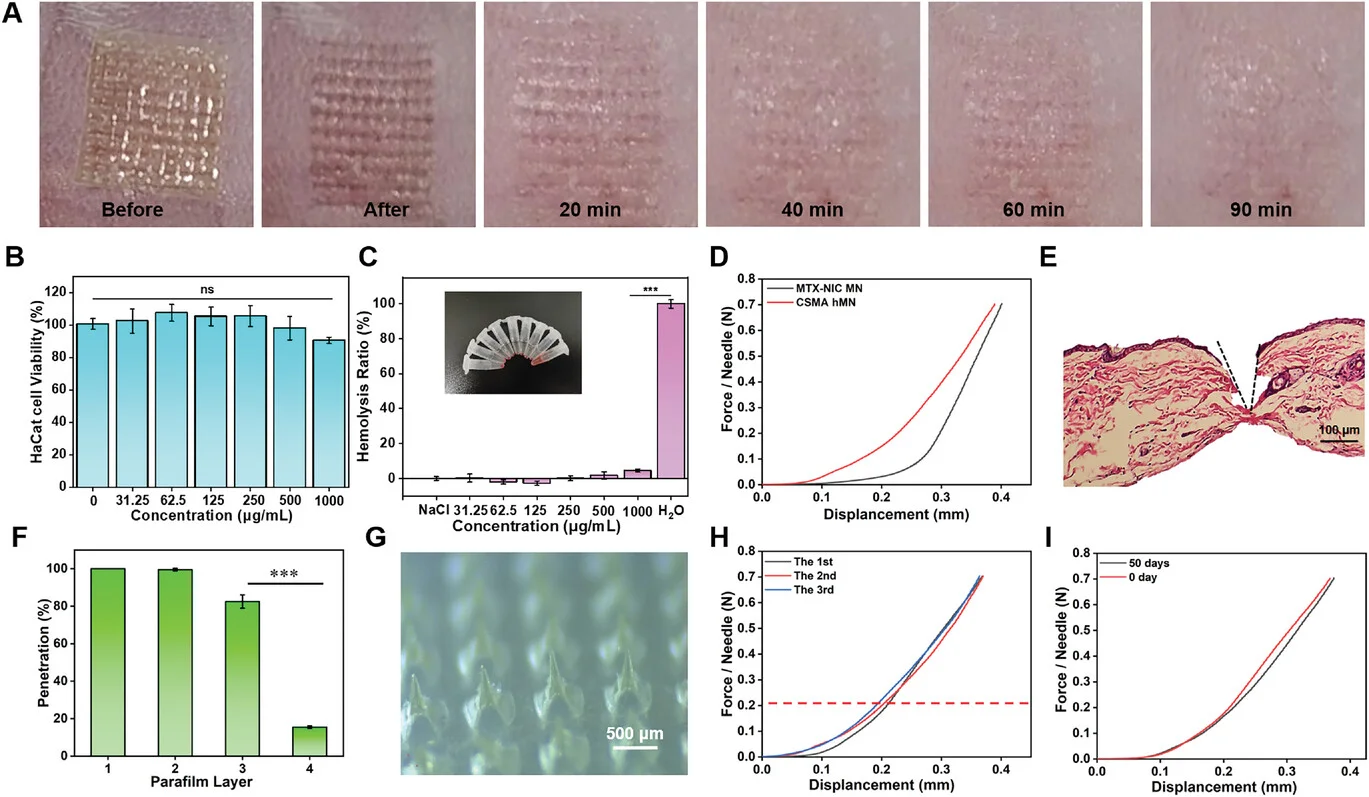 A
Before
After
20 min
40 min
60 min
90 min
B
ns
120
100
80
60
40
20
0
HaCat cell Viability (%)
0 31.25 62.5 125 250 500 1000
Concentration (µg/mL)
C
***
100
80
60
40
20
0
Hemolysis Ratio (%)
NaCl 31.25 62.5 125 250 500 1000 H2O
Concentration (µg/mL)
D
MTX-NIC MN
CSMA hMN
0.8
0.7
0.6
0.5
0.4
0.3
0.2
0.1
0.0
Force / Needle (N)
0.0 0.1 0.2 0.3 0.4
Displacement (mm)
E
100 µm
F
***
100
80
60
40
20
0
Penetration (%)
1 2 3 4
Parafilm Layer
G
500 µm
H
The 1st
The 2nd
The 3rd
0.8
0.7
0.6
0.5
0.4
0.3
0.2
0.1
0.0
Force / Needle (N)
0.0 0.1 0.2 0.3 0.4
Displacement (mm)
I
50 days
0 day
0.8
0.7
0.6
0.5
0.4
0.3
0.2
0.1
0.0
Force / Needle (N)
0.0 0.1 0.2 0.3 0.4
Displacement (mm)